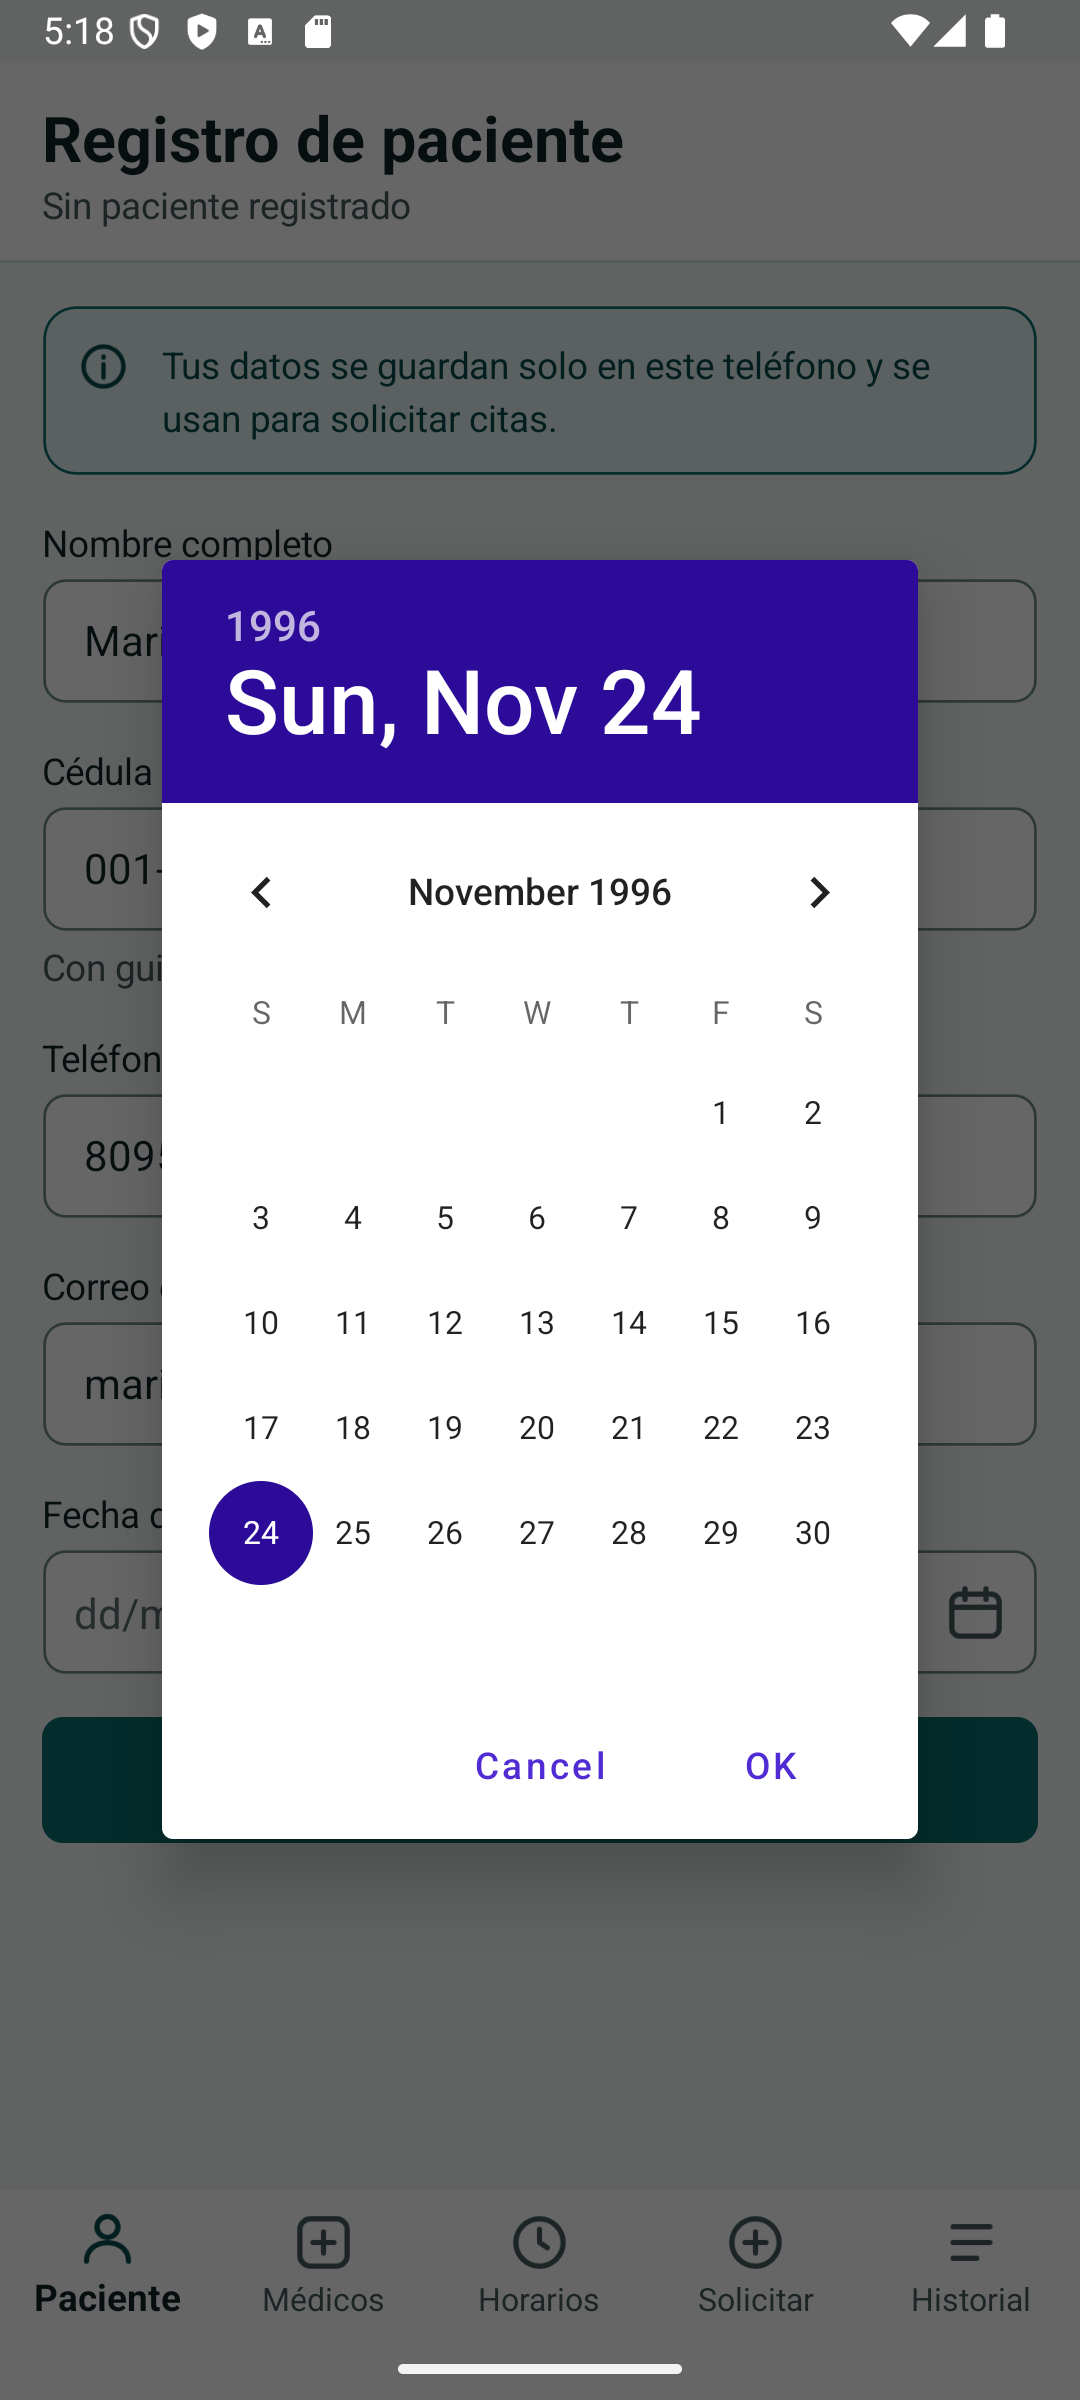 5:18
Registro de paciente
Sin paciente registrado
Tus datos se guardan solo en este teléfono y se
usan para solicitar citas.
Nombre completo
Mari
Cédula
001-
Con gui
Teléfon
809
Correo
mari
Fecha
dd/m
1996
Sun, Nov 24
November 1996
S M T W T F S
1 2
3 4 5 6 7 8 9
10 11 12 13 14 15 16
17 18 19 20 21 22 23
24 25 26 27 28 29 30
Cancel OK
Paciente Médicos Horarios Solicitar Historial